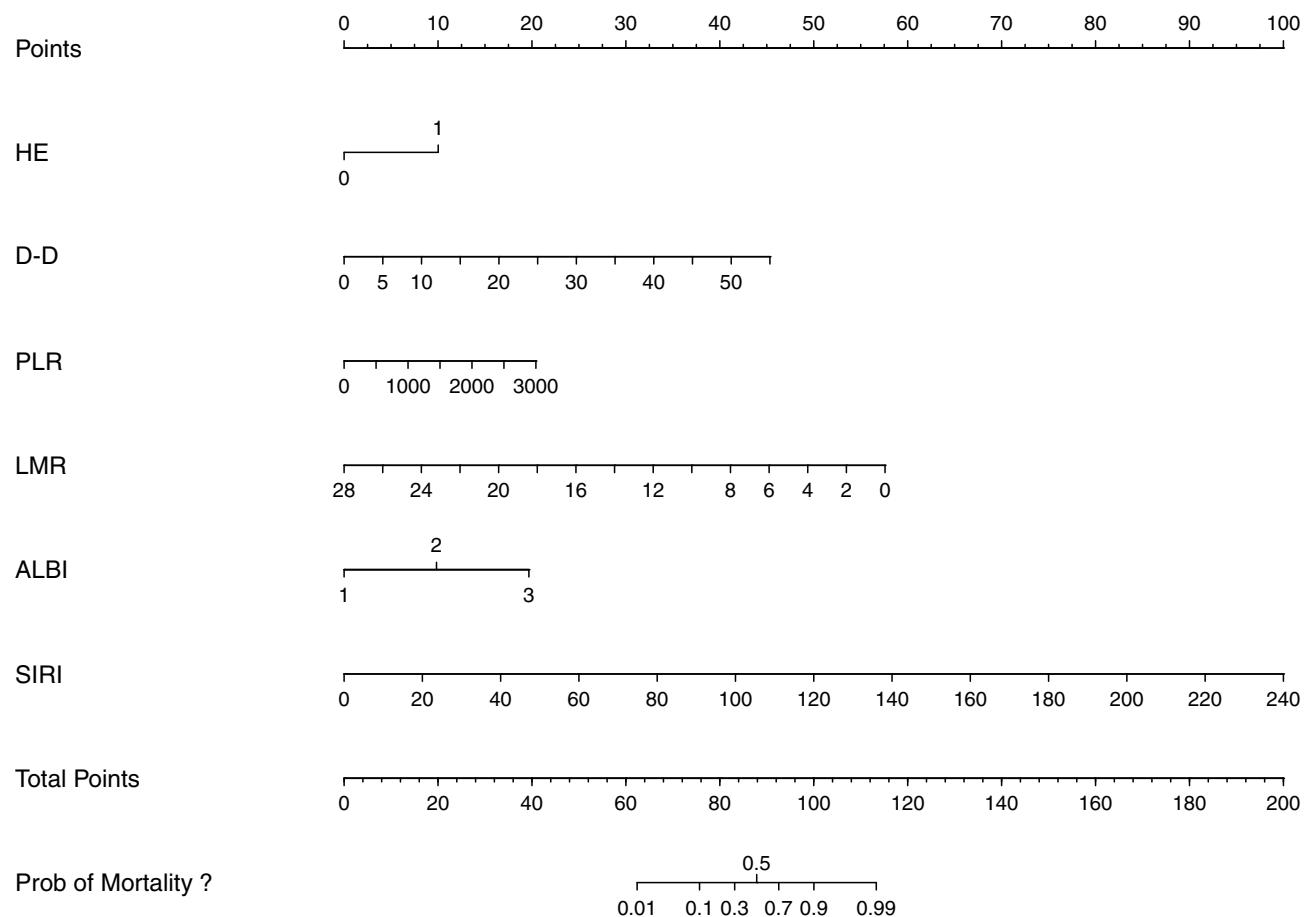 0 10 20 30 40 50 60 70 80 90 100
Points
1
HE
0
D-D
0 5 10 20 30 40 50
PLR
0 1000 2000 3000
LMR
28 24 20 16 12 8 6 4 2 0
2
ALBI
1 3
SIRI
0 20 40 60 80 100 120 140 160 180 200 220 240
Total Points
0 20 40 60 80 100 120 140 160 180 200
0.5
Prob of Mortality ?
0.01 0.1 0.3 0.7 0.9 0.99